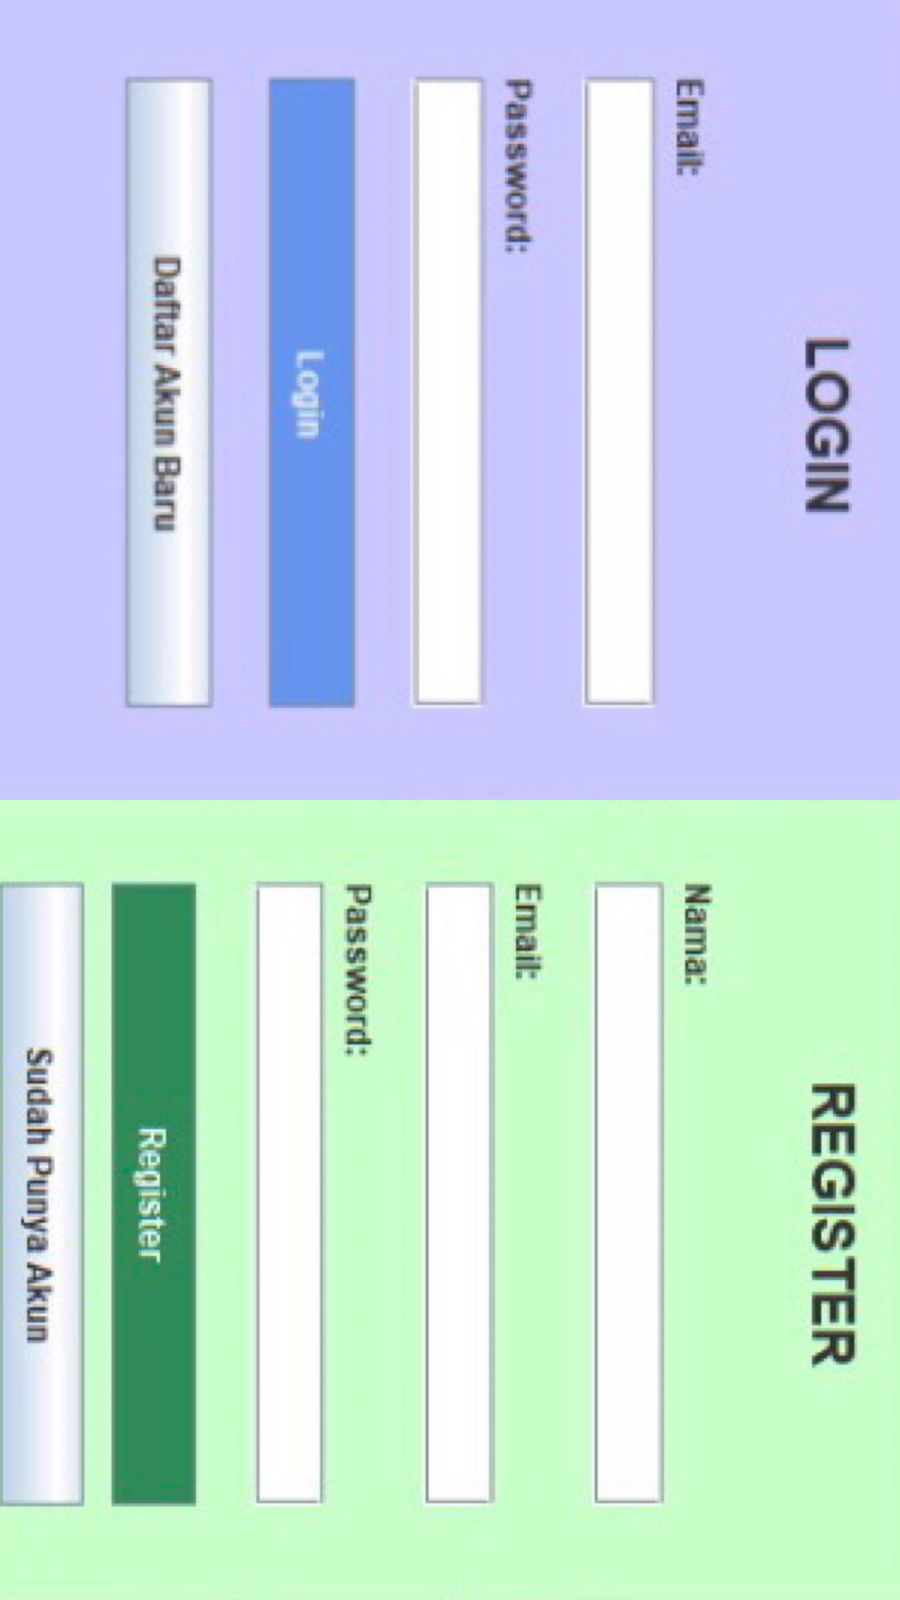 LOGIN
Email:
Password:
Login
Daftar Akun Baru
REGISTER
Nama:
Email:
Password:
Register
Sudah Punya Akun